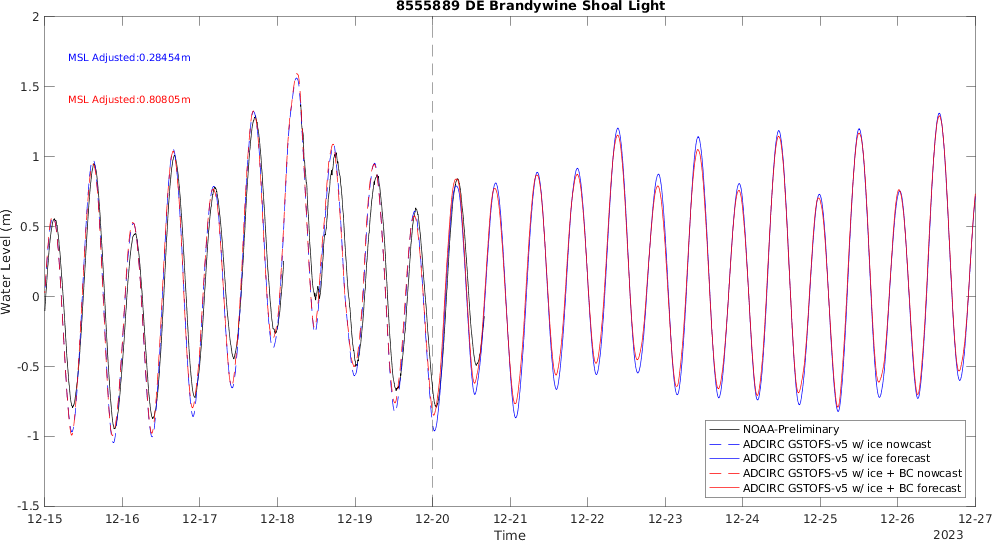 8555889 DE Brandywine Shoal Light
MSL Adjusted:0.28454m
MSL Adjusted:0.80805m
Water Level (m)
2
1.5
1
0.5
0
-0.5
-1
-1.5
NOAA-Preliminary
ADCIRC GSTOFS-v5 w/ ice nowcast
ADCIRC GSTOFS-v5 w/ ice forecast
ADCIRC GSTOFS-v5 w/ ice + BC nowcast
ADCIRC GSTOFS-v5 w/ ice + BC forecast
12-15 12-16 12-17 12-18 12-19 12-20 12-21 12-22 12-23 12-24 12-25 12-26 12-27
Time
2023